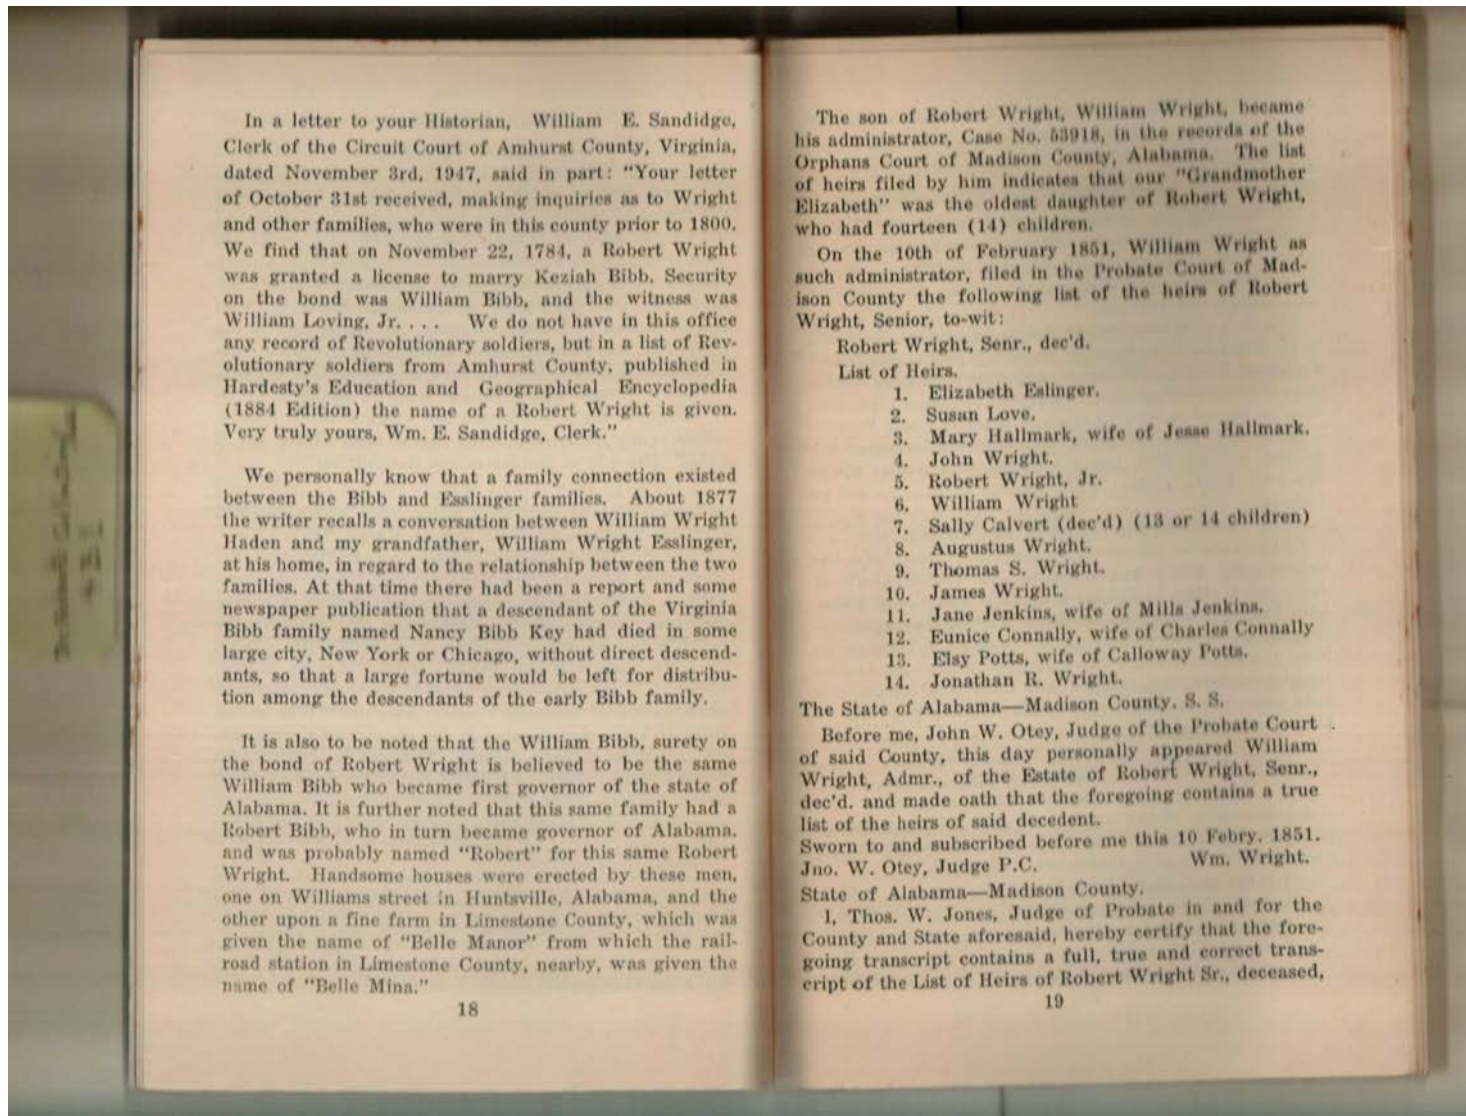 In a letter to your Historian, William E. Sandidge,
Clerk of the Circuit Court of Amhurst County, Virginia,
dated November 3rd, 1947, said in part: "Your letter
of October 31st received, making inquiries as to Wright
and other families, who were in this county prior to 1800.
We find that on November 22, 1784, a Robert Wright
was granted a license to marry Keziah Bibb. Security
on the bond was William Bibb, and the witness was
William Loving, Jr. . . . We do not have in this office
any record of Revolutionary soldiers, but in a list of Rev-
olutionary soldiers from Amhurst County, published in
Hardesty's Education and Geographical Encyclopedia
(1884 Edition) the name of a Robert Wright is given.
Very truly yours, Wm. E. Sandidge, Clerk."
We personally know that a family connection existed
between the Bibb and Esslinger families. About 1877
the writer recalls a conversation between William Wright
Haden and my grandfather, William Wright Esslinger,
at his home, in regard to the relationship between the two
families. At that time there had been a report and some
newspaper publication that a descendant of the Virginia
Bibb family named Nancy Bibb Key had died in some
large city, New York or Chicago, without direct descend-
ants, so that a large fortune would be left for distribu-
tion among the descendants of the early Bibb family.
It is also to be noted that the William Bibb, surety on
the bond of Robert Wright is believed to be the same
William Bibb who became first governor of the state of
Alabama. It is further noted that this same family had a
Robert Bibb, who in turn became governor of Alabama,
and was probably named "Robert" for this same Robert
Wright. Handsome houses were erected by these men,
one on Williams street in Huntsville, Alabama, and the
other upon a fine farm in Limestone County, which was
given the name of "Belle Manor" from which the rail-
road station in Limestone County, nearby, was given the
name of "Belle Mina."
18
The son of Robert Wright, William Wright, became
his administrator, Case No. 53918, in the records of the
Orphans Court of Madison County, Alabama. The list
of heirs filed by him indicates that our "Grandmother
Elizabeth" was the oldest daughter of Robert Wright,
who had fourteen (14) children.
On the 10th of February 1851, William Wright as
such administrator, filed in the Probate Court of Mad-
ison County the following list of the heirs of Robert
Wright, Senior, to-wit:
Robert Wright, Senr., dec'd.
List of Heirs.
1. Elizabeth Eslinger.
2. Susan Love.
3. Mary Hallmark, wife of Jesse Hallmark.
4. John Wright.
5. Robert Wright, Jr.
6. William Wright
7. Sally Calvert (dec'd) (13 or 14 children)
8. Augustus Wright.
9. Thomas S. Wright.
10. James Wright.
11. Jane Jenkins, wife of Mills Jenkins.
12. Eunice Connally, wife of Charles Connally
13. Elsy Potts, wife of Calloway Potts.
14. Jonathan R. Wright.
The State of Alabama—Madison County. S. S.
Before me, John W. Otey, Judge of the Probate Court
of said County, this day personally appeared William
Wright, Admr., of the Estate of Robert Wright, Senr.,
dec'd. and made oath that the foregoing contains a true
list of the heirs of said decedent.
Sworn to and subscribed before me this 10 Febry. 1851.
Jno. W. Otey, Judge P.C. Wm. Wright.
State of Alabama—Madison County.
I, Thos. W. Jones, Judge of Probate in and for the
County and State aforesaid, hereby certify that the fore-
going transcript contains a full, true and correct trans-
cript of the List of Heirs of Robert Wright Sr., deceased,
19